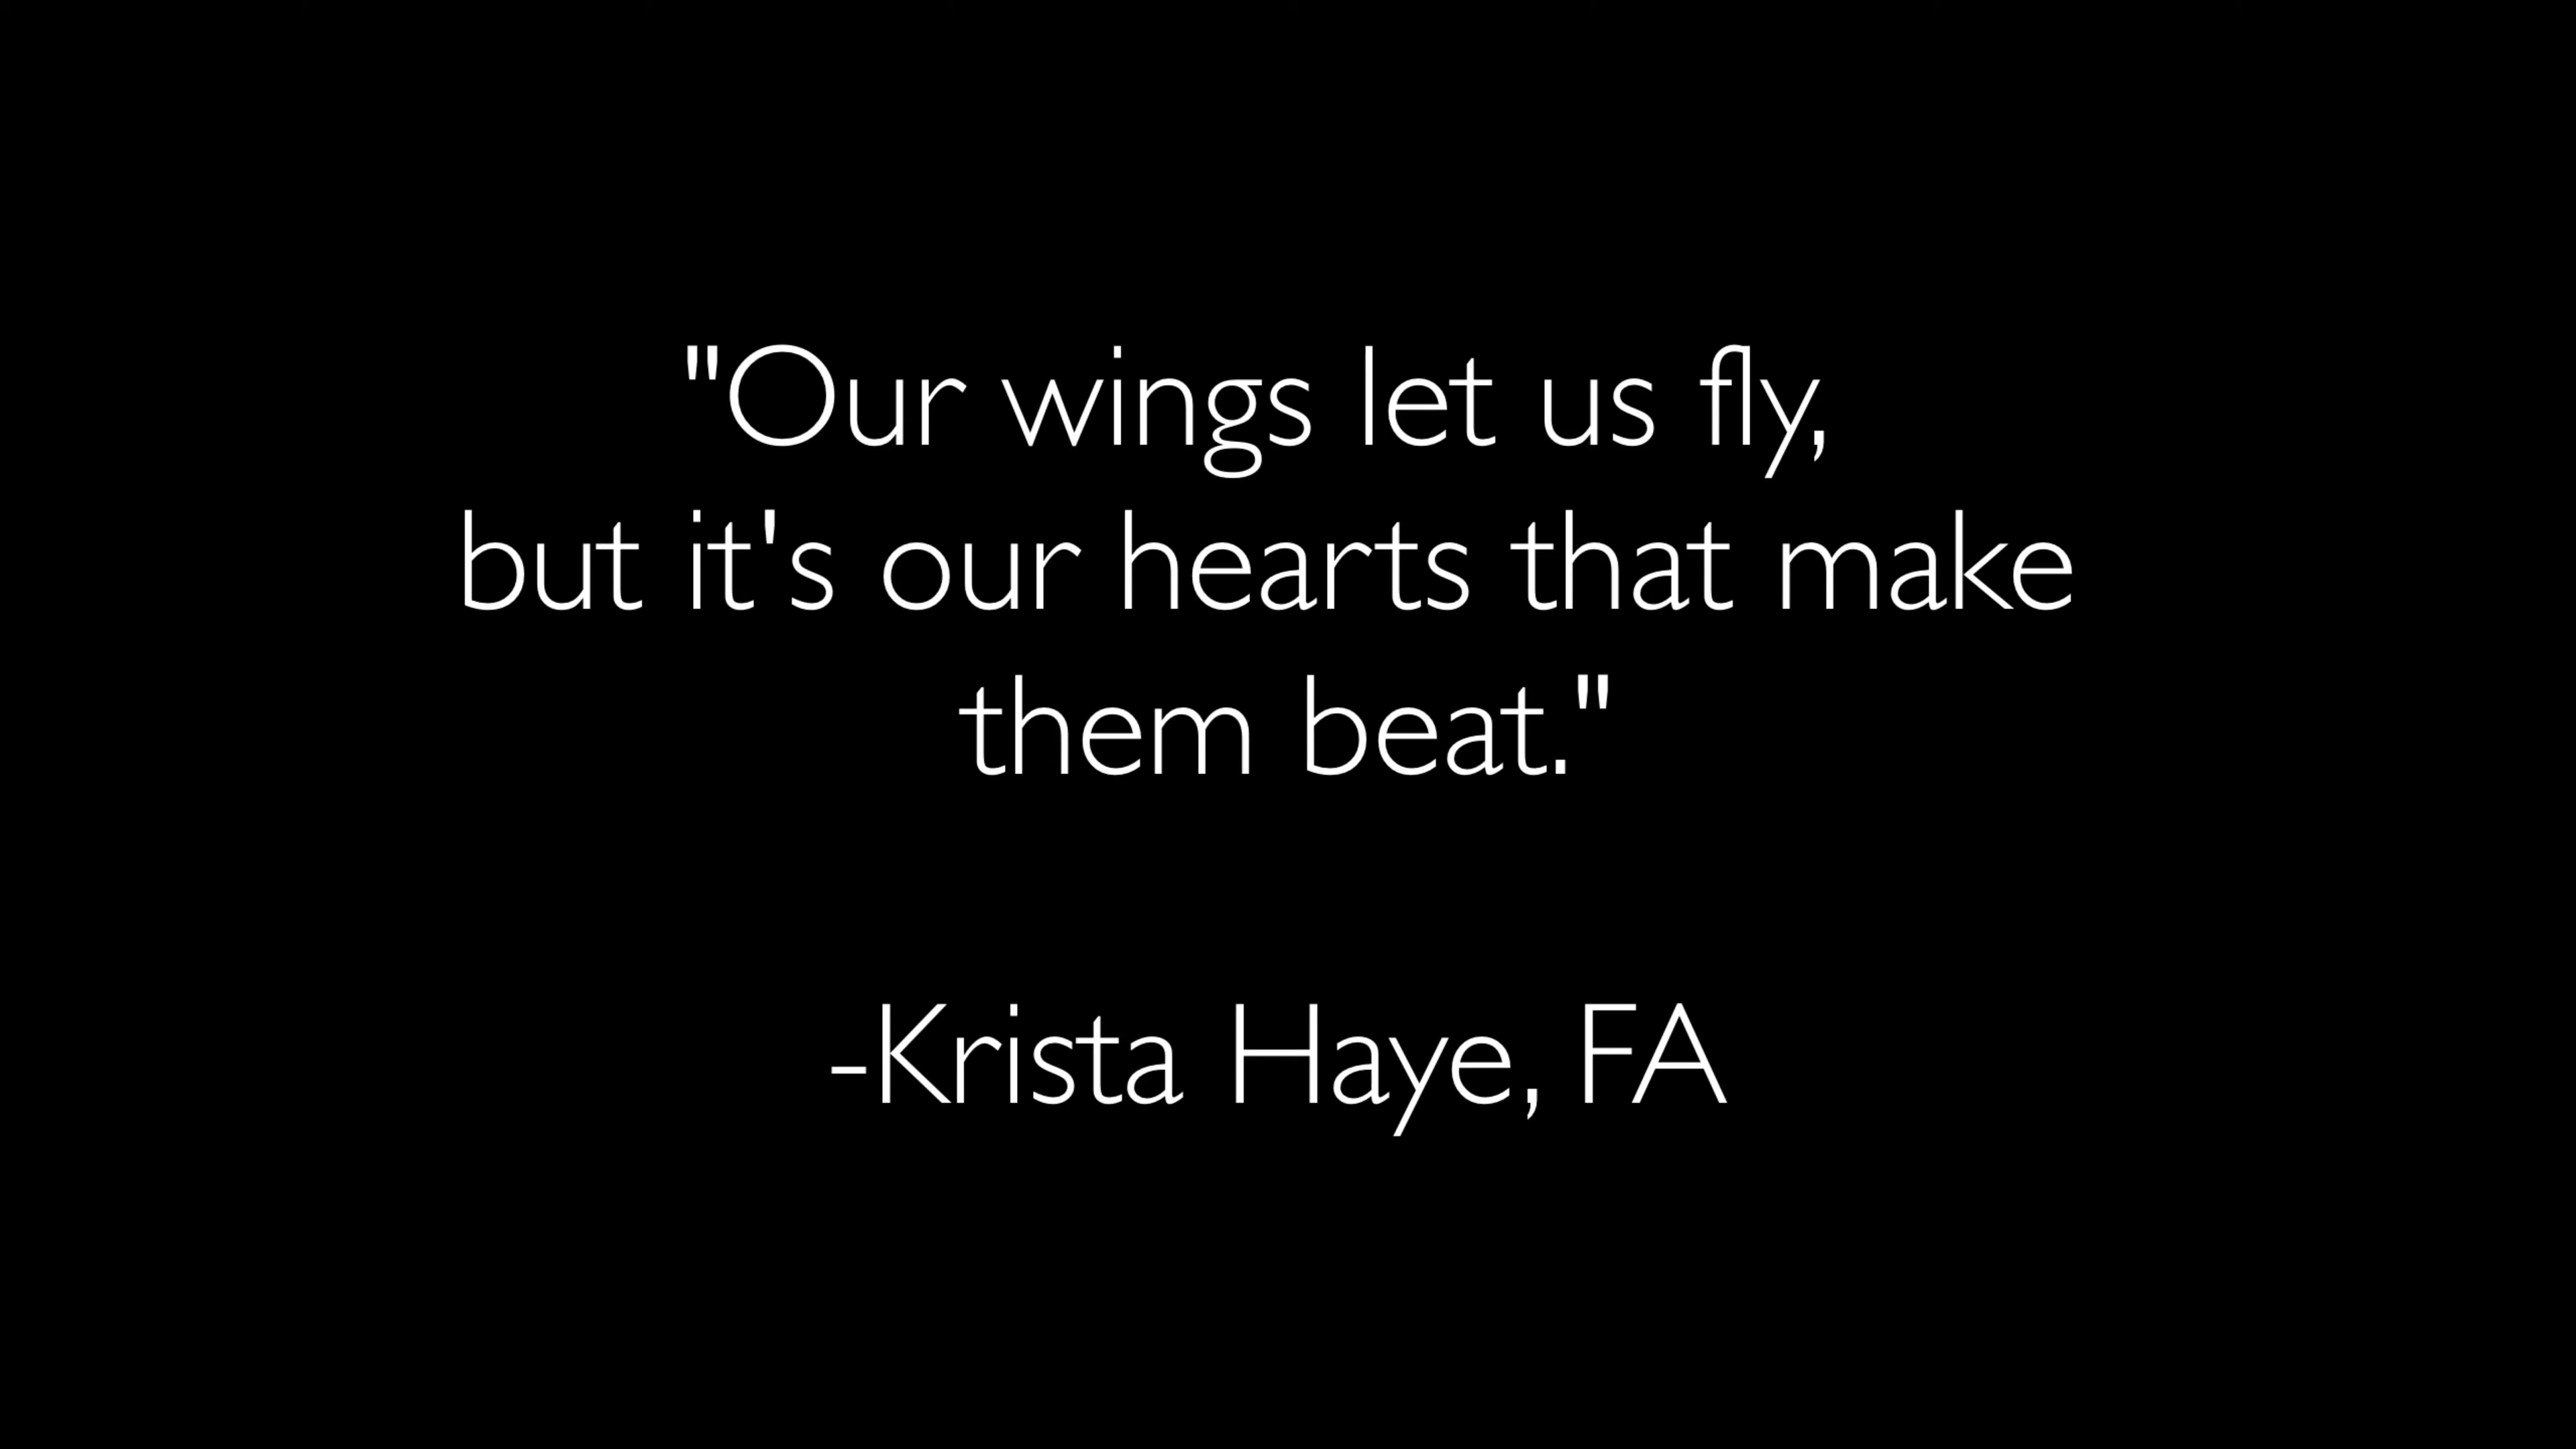 "Our wings let us fly,
but it's our hearts that make
them beat."
-Krista Haye, FA